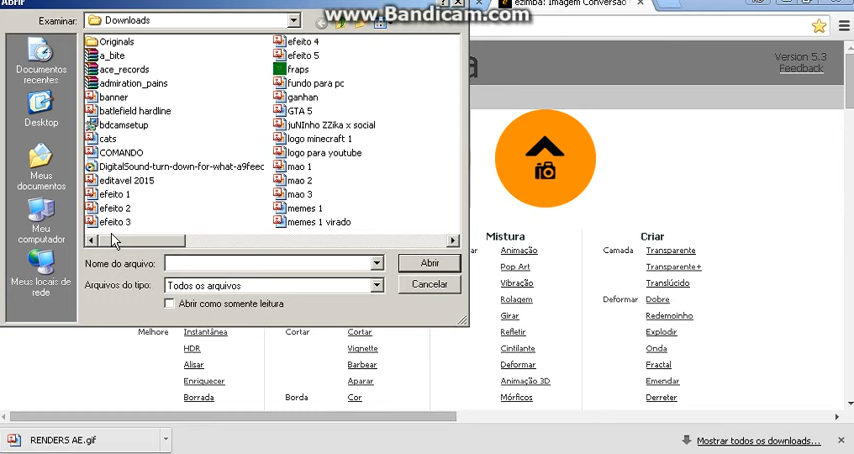 Abrir
www.Bandicam.com
ezimba: Imagem Conversão
Examinar:
Downloads
Version 5.3
Feedback
Documentos
recentes
Desktop
Meus
documentos
Meu
computador
Meus locais de
rede
Originals
a_bite
ace_records
admiration_pains
banner
batlefield hardline
bdcamsetup
cats
COMANDO
DigitalSound-turn-down-for-what-a9feec
editavel 2015
efeito 1
efeito 2
efeito 3
efeito 4
efeito 5
fraps
fundo para pc
ganhan
GTA 5
juNInho ZZika x social
logo minecraft 1
logo para youtube
mao 1
mao 2
mao 3
memes 1
memes 1 virado
Nome do arquivo:
Abrir
Arquivos do tipo:
Todos os arquivos
Cancelar
Abrir como somente leitura
Melhore
Instantânea
HDR
Alisar
Enriquecer
Borrada
Cortar
Cortar
Vignette
Barbear
Aparar
Borda
Cor
Mistura
Animação
Pop Art
Vibração
Rolagem
Girar
Refletir
Cintilante
Deformar
Animação 3D
Mórficos
Criar
Camada
Transparente
Transparente+
Translúcido
Deformar
Dobre
Redemoinho
Explodir
Onda
Fractal
Emendar
Derreter
RENDERS AE.gif
Mostrar todos os downloads...